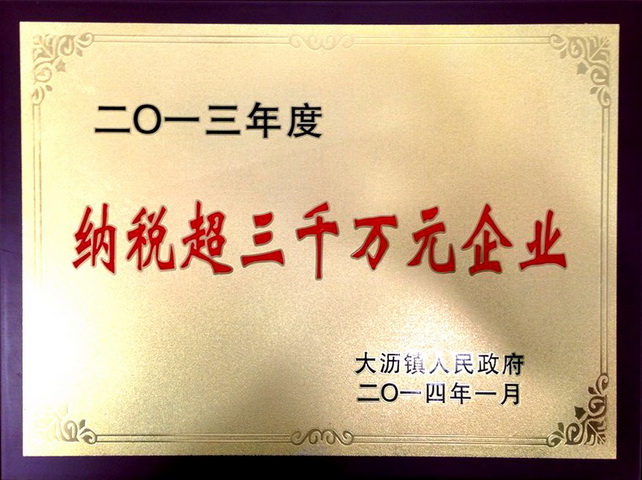 二〇一三年度
纳税超三千万元企业
大沥镇人民政府
二〇一四年一月